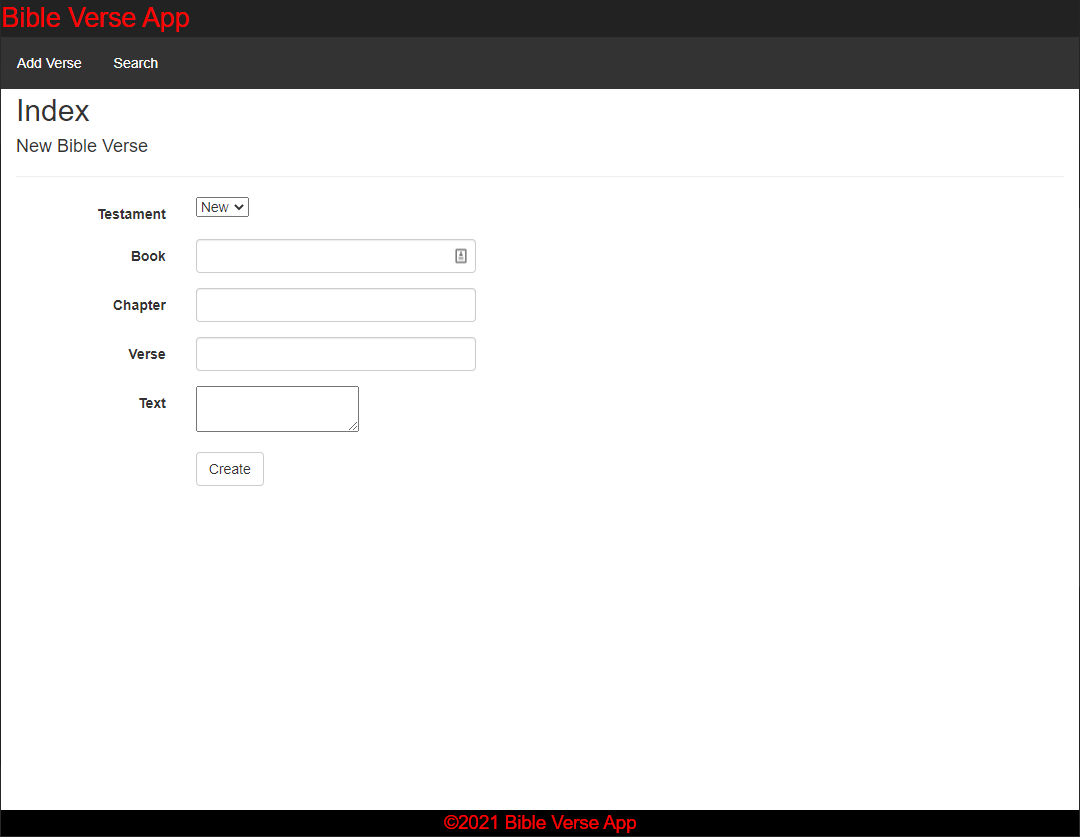 Bible Verse App
Add Verse Search
Index
New Bible Verse
Testament New
Book
Chapter
Verse
Text
Create
©2021 Bible Verse App